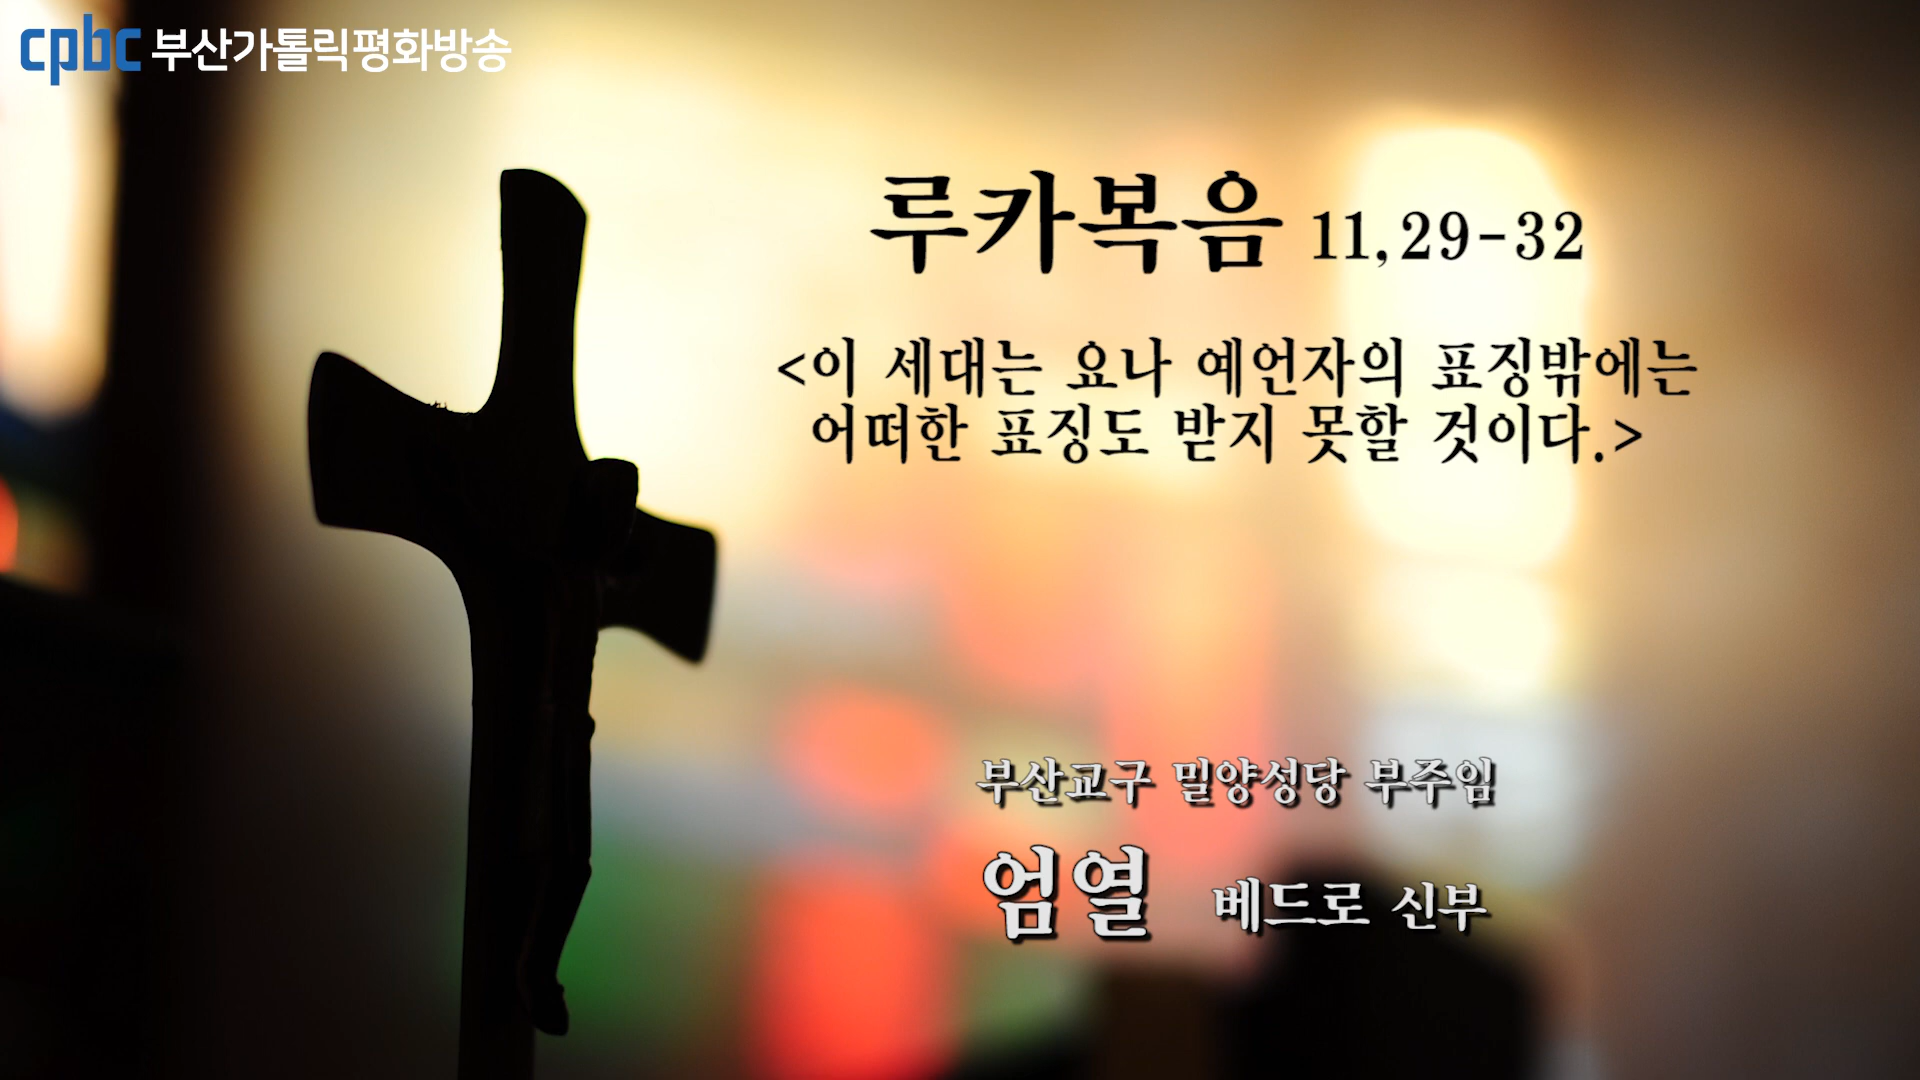 cpbc 부산가톨릭평화방송
루카복음 11,29-32
<이 세대는 요나 예언자의 표징밖에는
어떠한 표징도 받지 못할 것이다.>
부산교구 밀양성당 부주임
엄열 베드로 신부